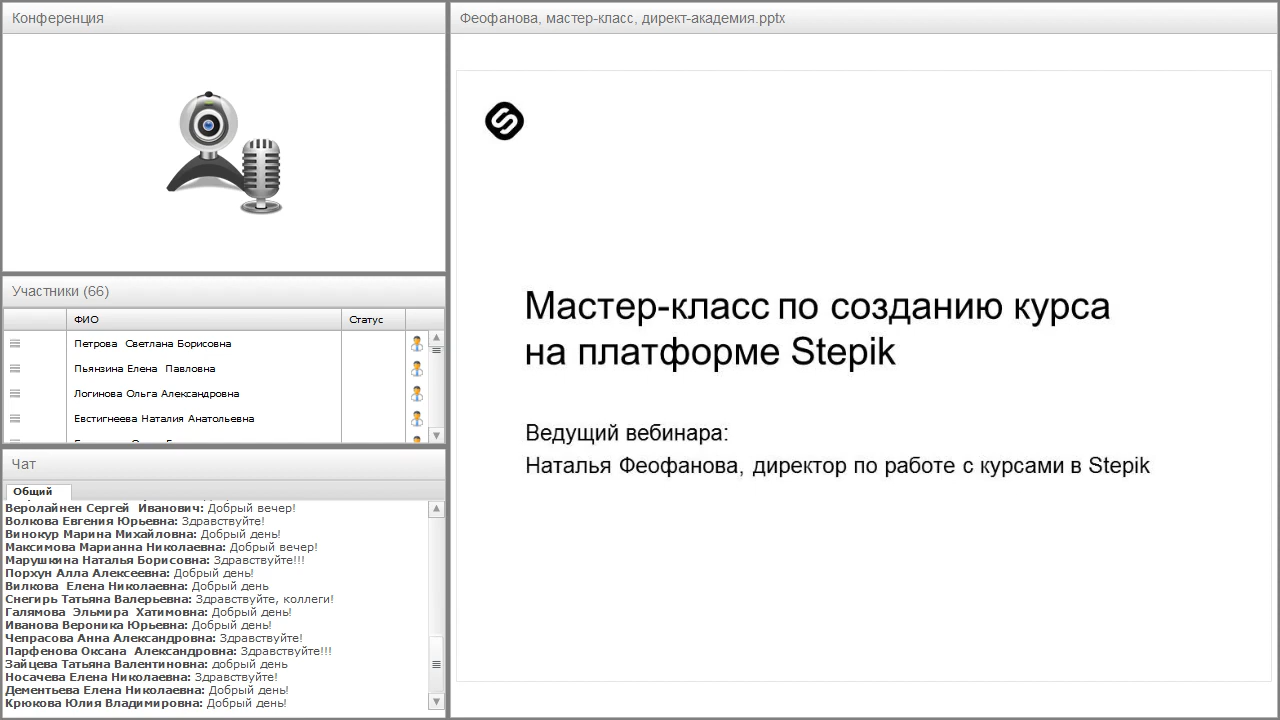 Конференция
Участники (66)
ФИО Статус
Петрова Светлана Борисовна
Пьянзина Елена Павловна
Логинова Ольга Александровна
Евстигнеева Наталия Анатольевна
Чат
Общий
Веролайнен Сергей Иванович: Добрый вечер!
Волкова Евгения Юрьевна: Здравствуйте!
Винокур Марина Михайловна: Добрый день!
Максимова Марианна Николаевна: Добрый вечер!
Марушкина Наталья Борисовна: Здравствуйте!!!
Порхун Алла Алексеевна: Добрый день!
Вилкова Елена Николаевна: Добрый день
Снегирь Татьяна Валерьевна: Здравствуйте, коллеги!
Галямова Эльмира Хатимовна: Добрый день!
Иванова Вероника Юрьевна: Добрый день!
Чепрасова Анна Александровна: Здравствуйте!
Парфенова Оксана Александровна: Здравствуйте!!!
Зайцева Татьяна Валентиновна: добрый день
Носачева Елена Николаевна: Здравствуйте!
Дементьева Елена Николаевна: Добрый день!
Крюкова Юлия Владимировна: Добрый день!
Феофанова, мастер-класс, директ-академия.pptx
Мастер-класс по созданию курса
на платформе Stepik
Ведущий вебинара:
Наталья Феофанова, директор по работе с курсами в Stepik